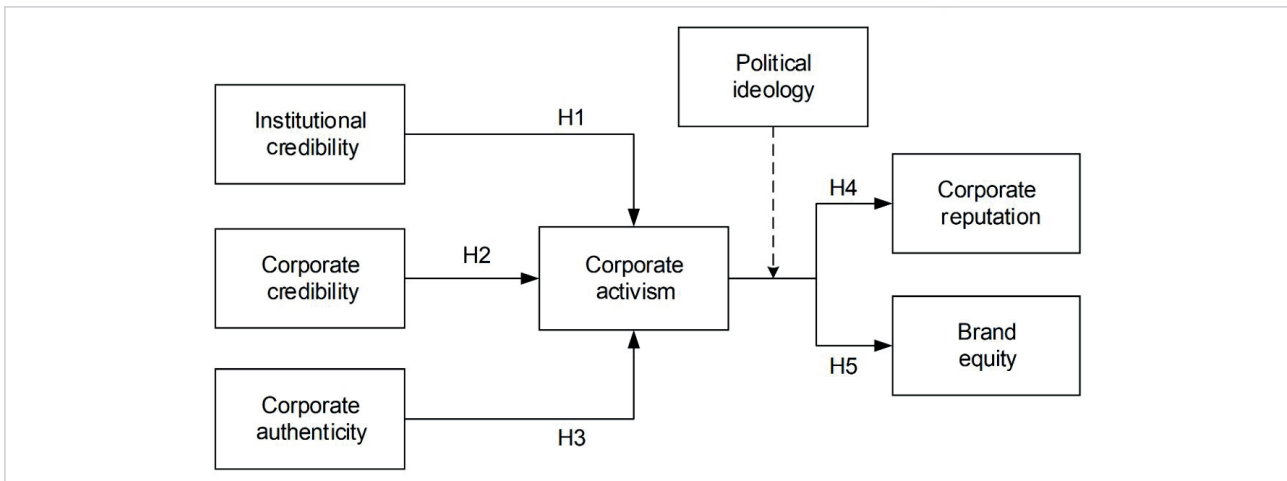 Political
ideology
Institutional
credibility
H1
H4
Corporate
reputation
Corporate
credibility
H2
Corporate
activism
Brand
equity
H5
Corporate
authenticity
H3